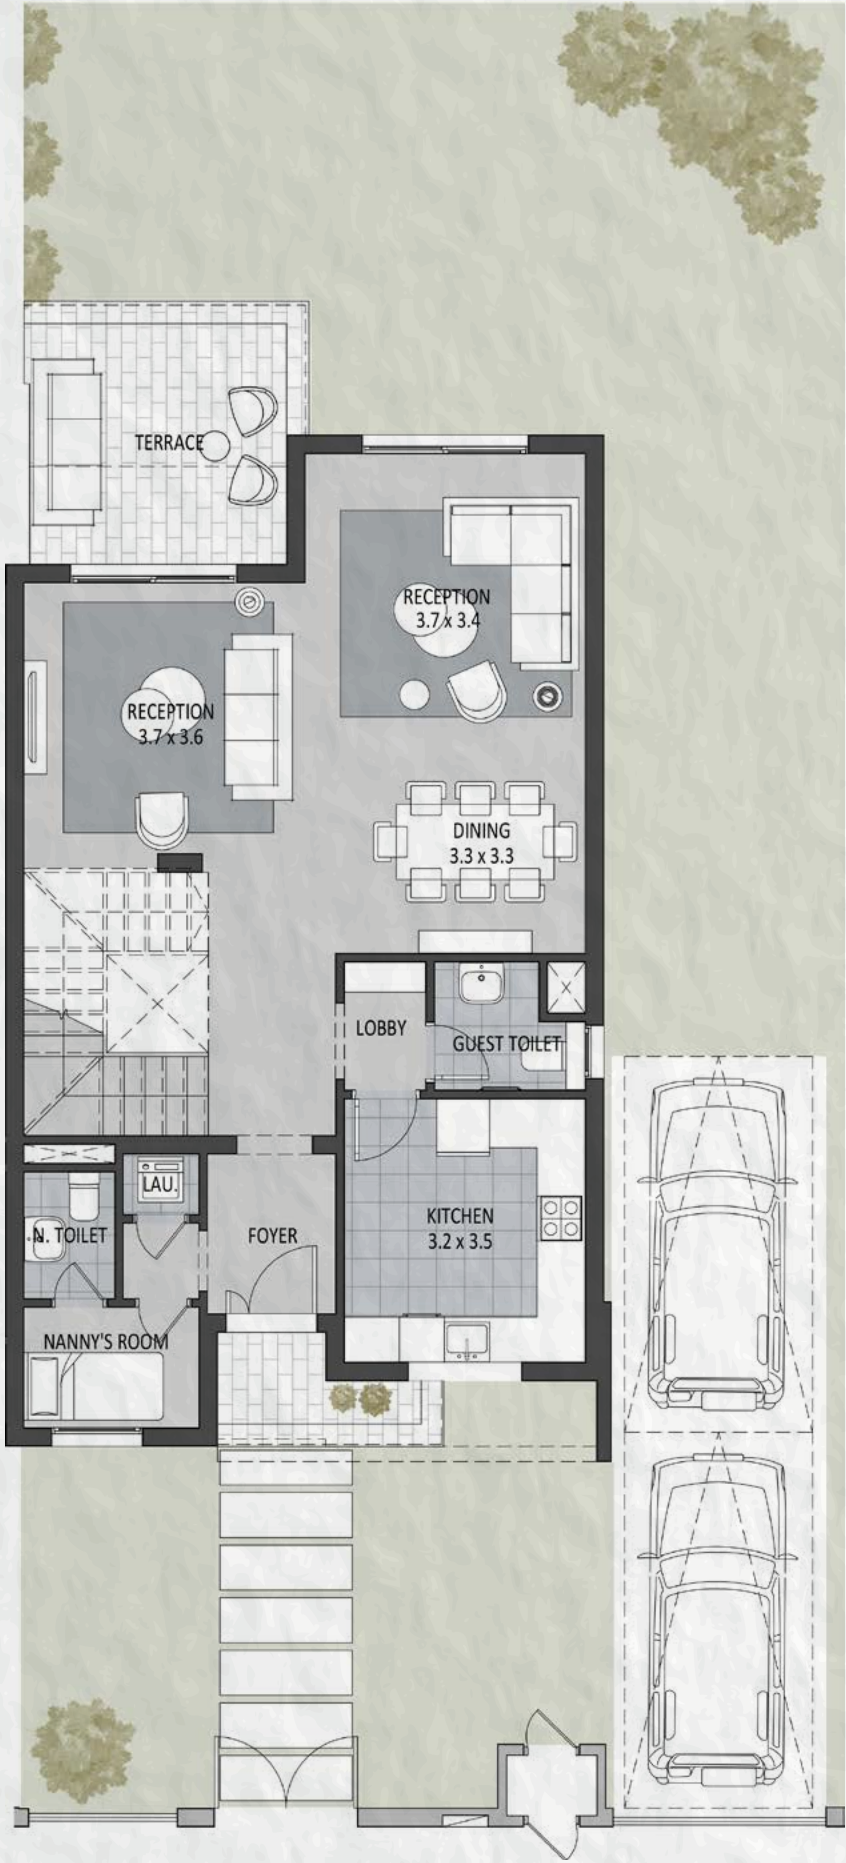 TERRACE
RECEPTION
3.7 x 3.4
RECEPTION
3.7 x 3.6
DINING
3.3 x 3.3
LOBBY
GUEST TOILET
LAU.
N. TOILET
FOYER
KITCHEN
3.2 x 3.5
NANNY'S ROOM